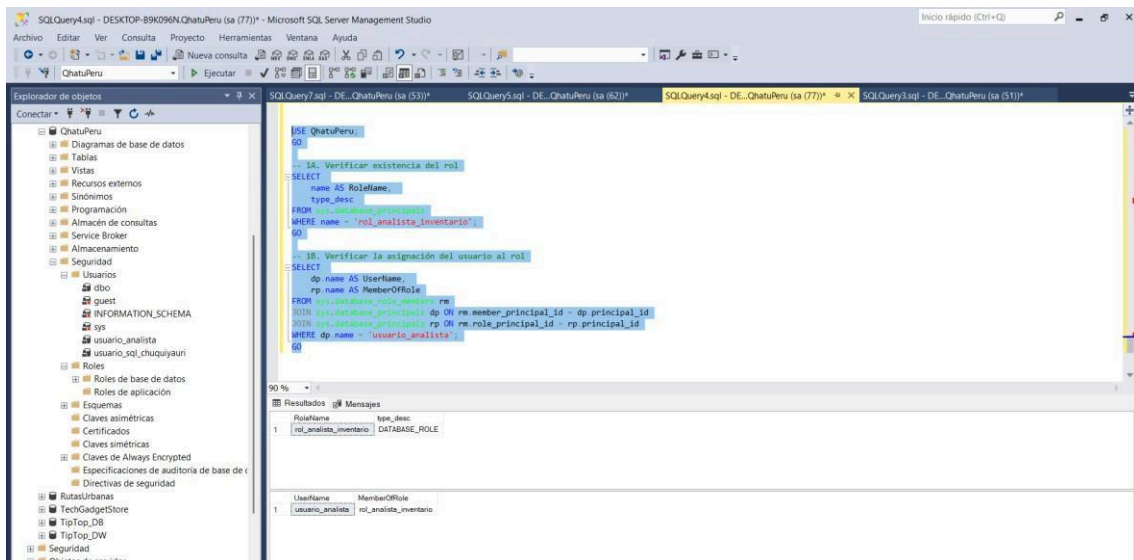 SQLQuery4.sql - DESKTOP-B9K096N.QhatuPeru (sa (77))* - Microsoft SQL Server Management Studio
Inicio rápido (Ctrl+Q)
Archivo Editar Ver Consulta Proyecto Herramientas Ventana Ayuda
Nueva consulta
QhatuPeru
Ejecutar
Explorador de objetos
SQLQuery7.sql - DE...QhatuPeru (sa (53))*
SQLQuery5.sql - DE...QhatuPeru (sa (62))*
SQLQuery4.sql - DE...QhatuPeru (sa (77))*
SQLQuery3.sql - DE...QhatuPeru (sa (51))*
Conectar
QhatuPeru
Diagramas de base de datos
Tablas
Vistas
Recursos externos
Sinónimos
Programación
Almacén de consultas
Service Broker
Almacenamiento
Seguridad
Usuarios
dbo
guest
INFORMATION_SCHEMA
sys
usuario_analista
usuario_sql_chuquiyauri
Roles
Roles de base de datos
Roles de aplicación
Esquemas
Claves asimétricas
Certificados
Claves simétricas
Claves de Always Encrypted
Especificaciones de auditoría de base de
Directivas de seguridad
RutasUrbanas
TechGadgetStore
TipTop_DB
TipTop_DW
Seguridad
USE QhatuPeru;
GO
-- 1A. Verificar existencia del rol
SELECT
name AS RoleName,
type_desc
FROM sys.database_principals
WHERE name = 'rol_analista_inventario';
GO
-- 1B. Verificar la asignación del usuario al rol
SELECT
dp.name AS UserName,
rp.name AS MemberOfRole
FROM sys.database_role_members rm
JOIN sys.database_principals dp ON rm.member_principal_id = dp.principal_id
JOIN sys.database_principals rp ON rm.role_principal_id = rp.principal_id
WHERE dp.name = 'usuario_analista';
GO
90 %
Resultados Mensajes
RoleName type_desc
1 rol_analista_inventario DATABASE_ROLE
UserName MemberOfRole
1 usuario_analista rol_analista_inventario